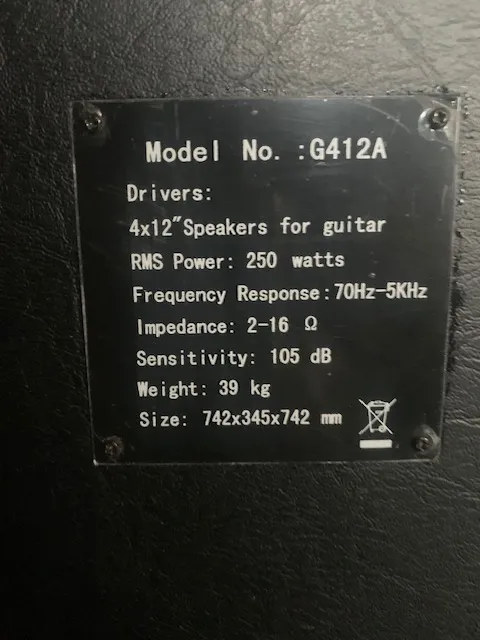 Model No. :G412A
Drivers:
4x12"Speakers for guitar
RMS Power: 250 watts
Frequency Response:70Hz-5KHz
Impedance: 2-16 Ω
Sensitivity: 105 dB
Weight: 39 kg
Size: 742x345x742 mm